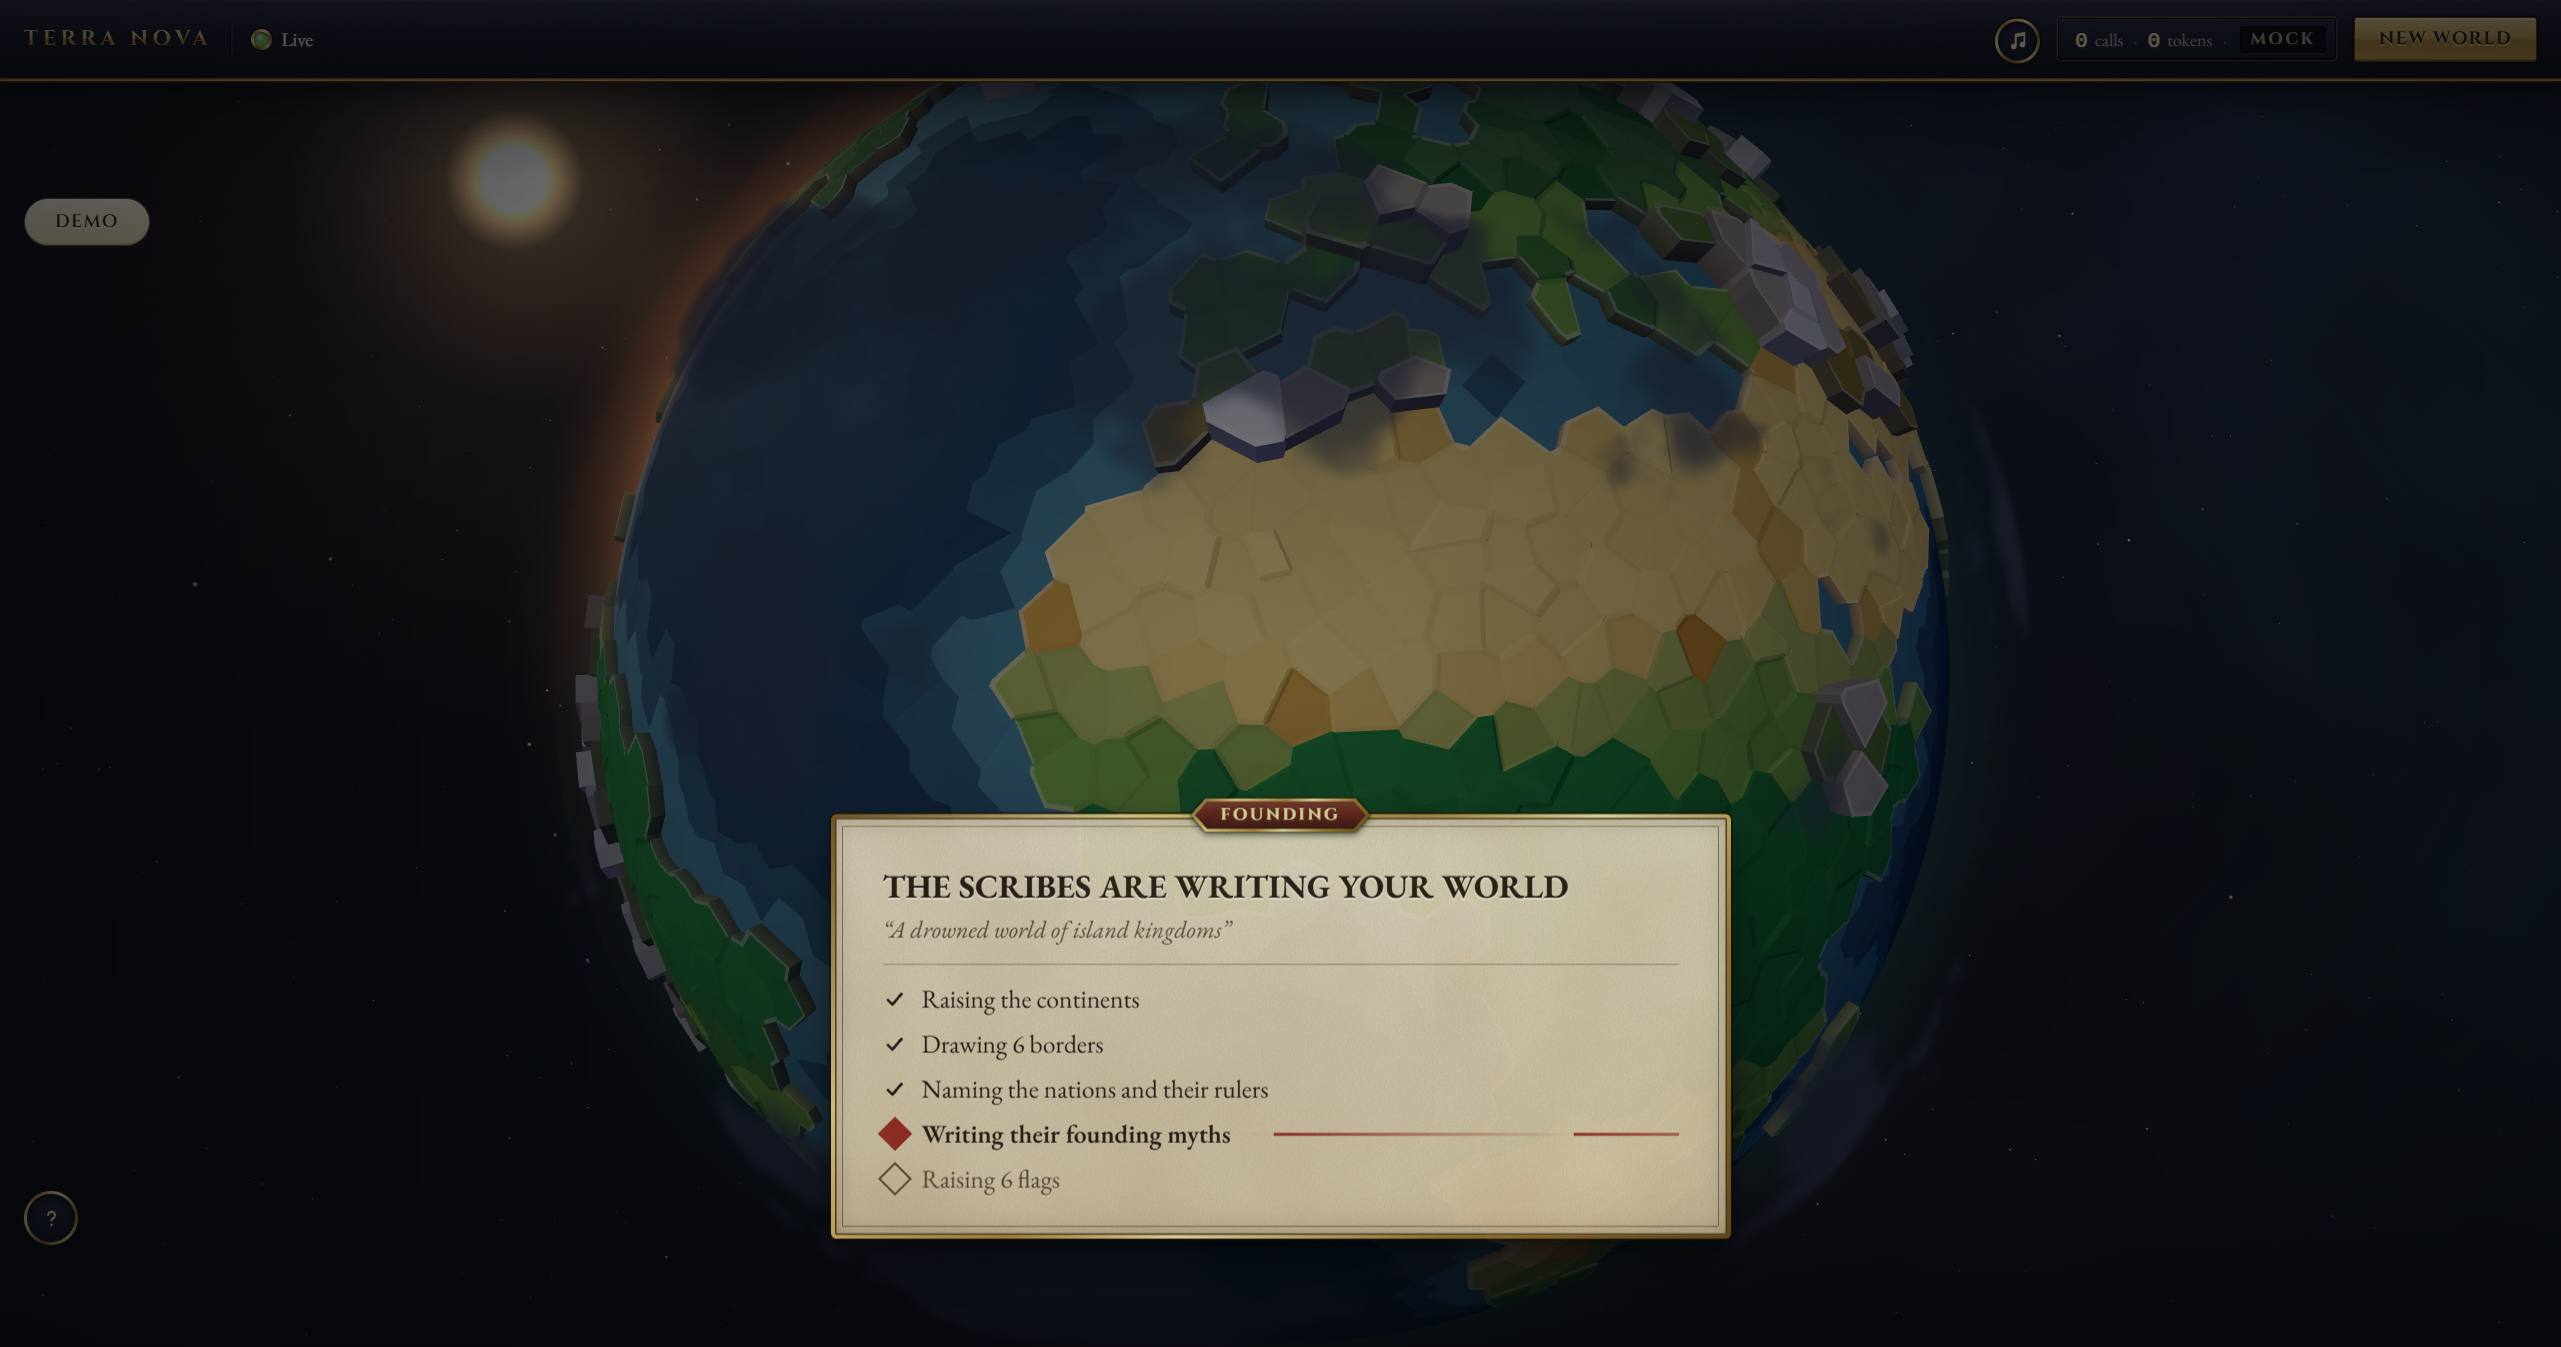 TERRA NOVA
Live
0 calls · 0 tokens · MOCK
NEW WORLD
DEMO
FOUNDING
THE SCRIBES ARE WRITING YOUR WORLD
“A drowned world of island kingdoms”
Raising the continents
Drawing 6 borders
Naming the nations and their rulers
Writing their founding myths
Raising 6 flags
?